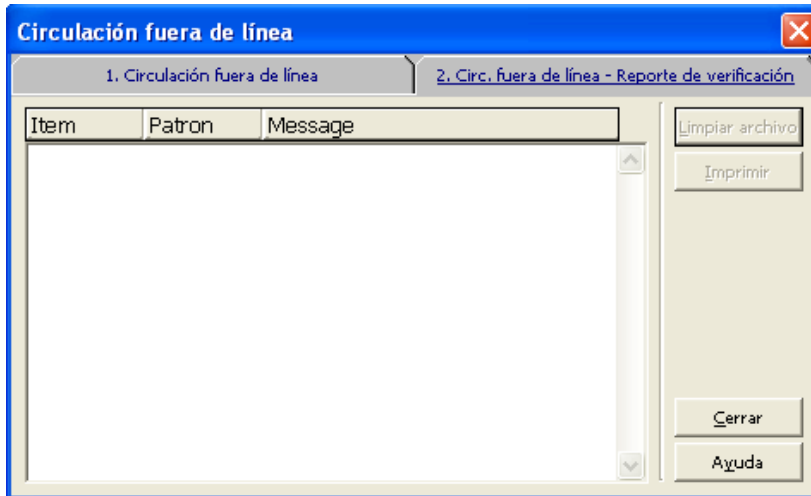 Circulación fuera de línea
1. Circulación fuera de línea
2. Circ. fuera de línea - Reporte de verificación
Item Patron Message
Limpiar archivo
Imprimir
Cerrar
Ayuda